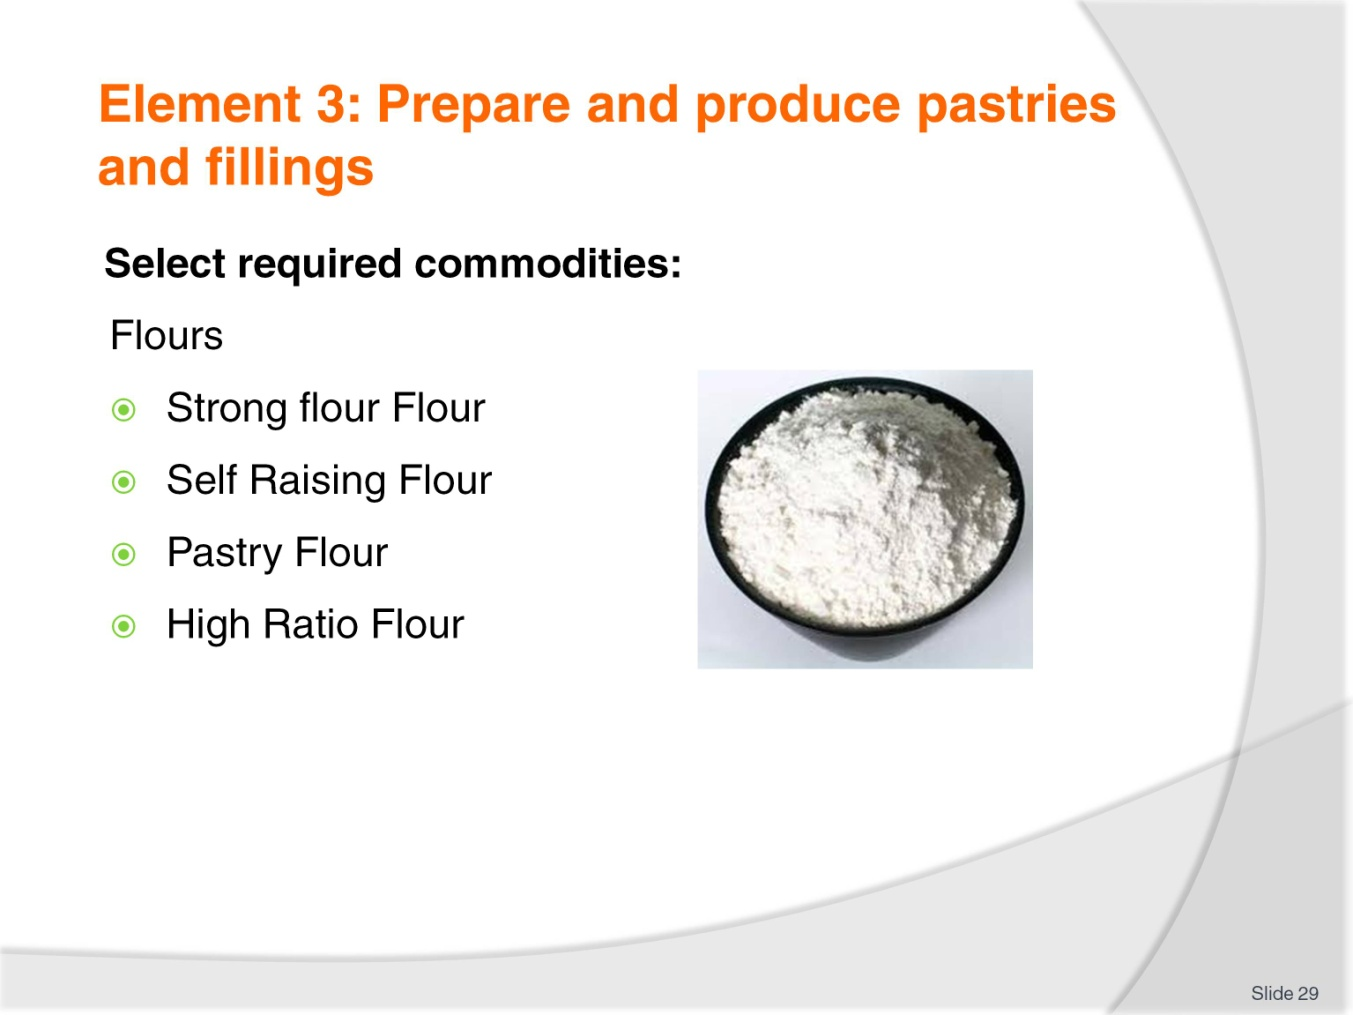 Element 3: Prepare and produce pastries
and fillings
Select required commodities:
Flours
Strong flour Flour
Self Raising Flour
Pastry Flour
High Ratio Flour
Slide 29